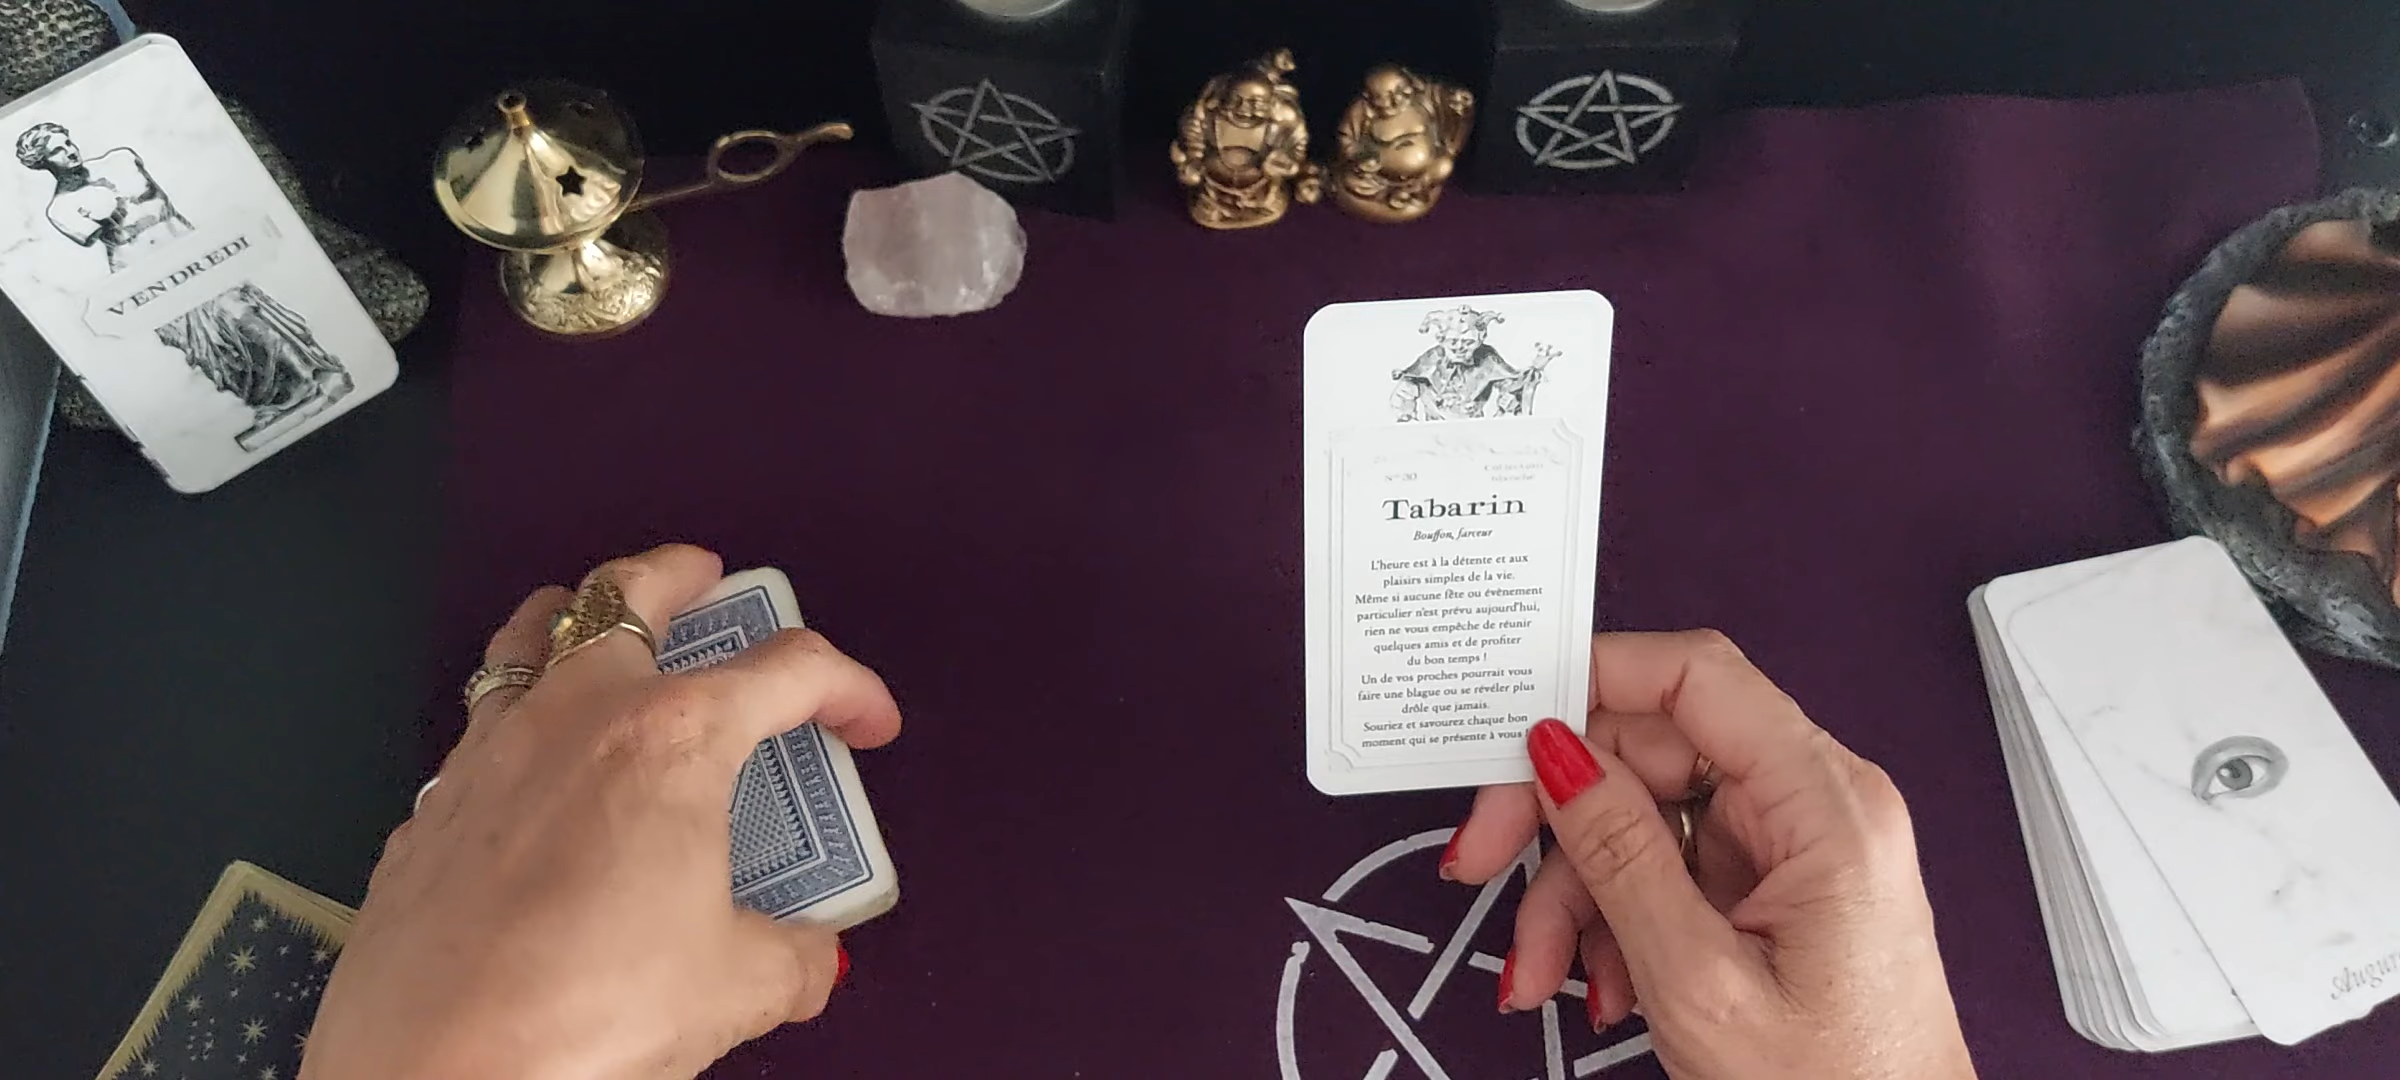 VENDREDI
N° 30
Tabarin
Bouffon, farceur
L'heure est à la détente et aux
plaisirs simples de la vie.
Même si aucune fête ou évènement
particulier n'est prévu aujourd'hui,
rien ne vous empêche de réunir
quelques amis et de profiter
du bon temps !
Un de vos proches pourrait vous
faire une blague ou se révéler plus
drôle que jamais.
Souriez et savourez chaque bon
moment qui se présente à vous !
Augur